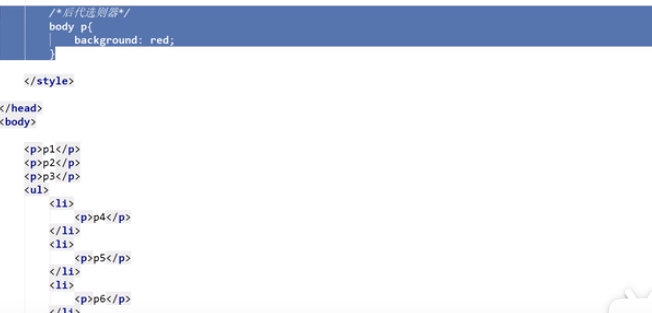 /*后代选则器*/
body p{
background: red;
}
</style>
</head>
<body>
<p>p1</p>
<p>p2</p>
<p>p3</p>
<ul>
<li>
<p>p4</p>
</li>
<li>
<p>p5</p>
</li>
<li>
<p>p6</p>
</li>